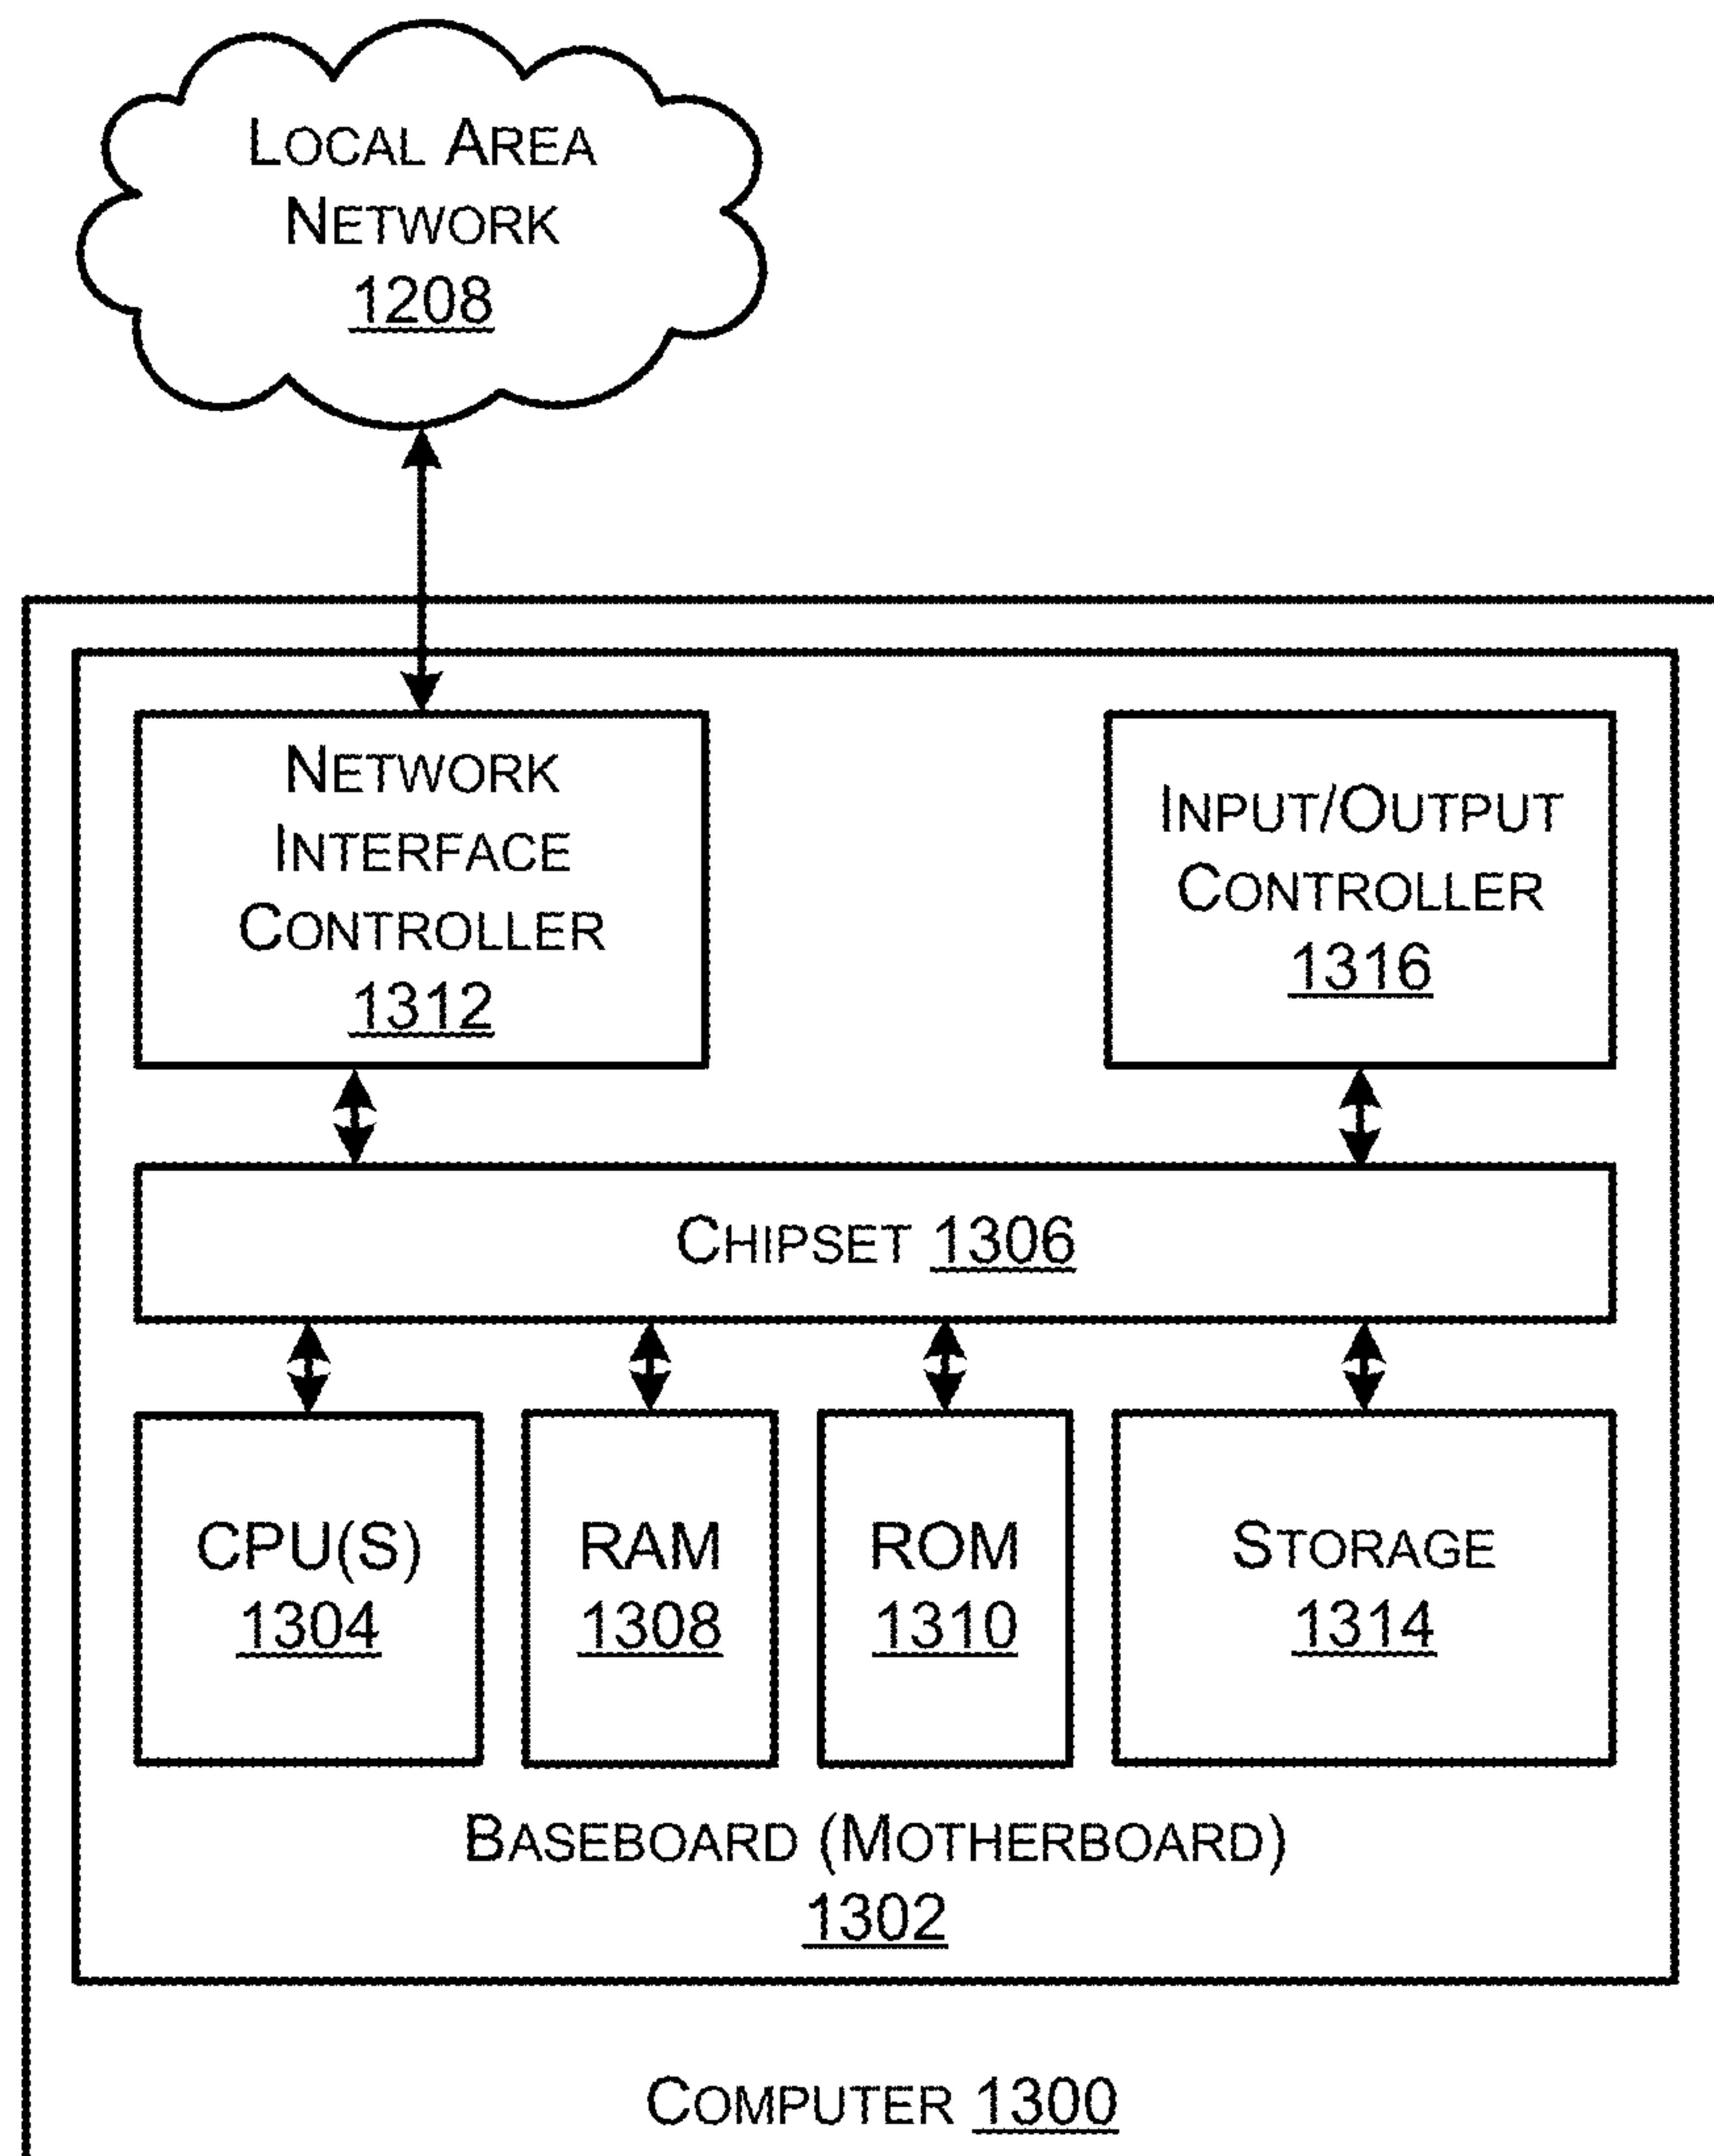 LOCAL AREA
NETWORK
1208
NETWORK
INTERFACE
CONTROLLER
1312
INPUT/OUTPUT
CONTROLLER
1316
CHIPSET 1306
CPU(S)
1304
RAM
1308
ROM
1310
STORAGE
1314
BASEBOARD (MOTHERBOARD)
1302
COMPUTER 1300